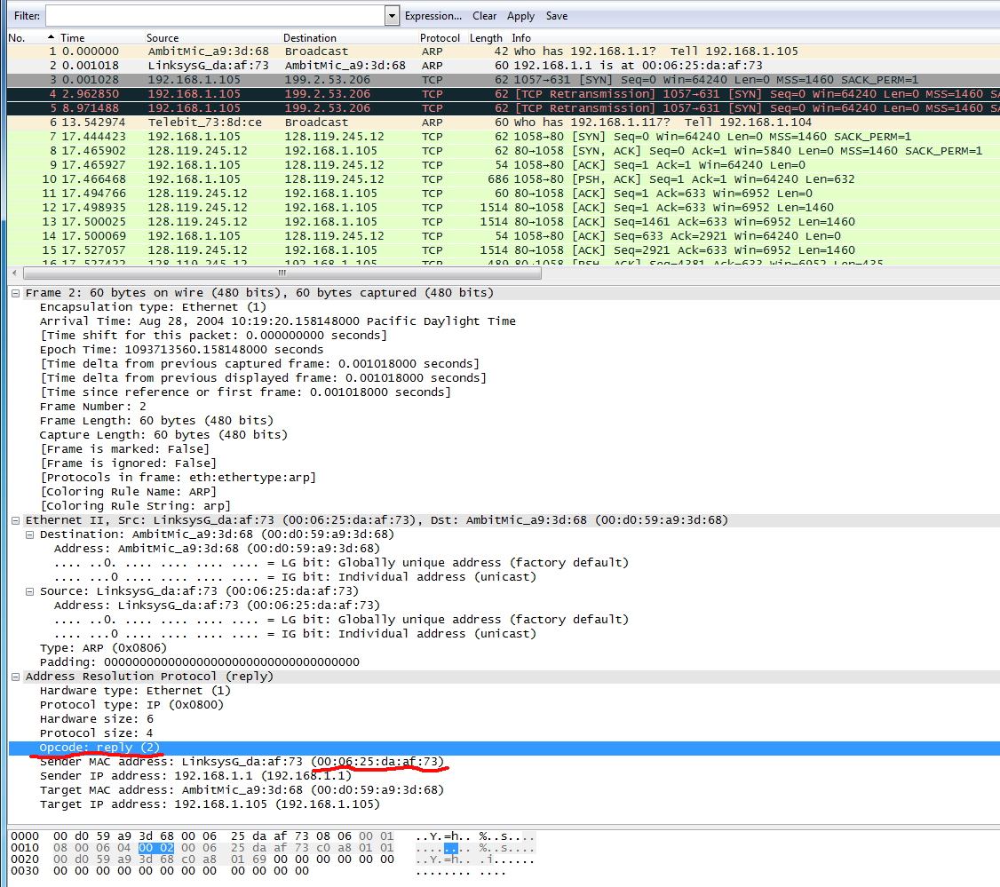 Filter: Expression... Clear Apply Save
No. Time Source Destination Protocol Length Info
1 0.000000 AmbitMic_a9:3d:68 Broadcast ARP 42 Who has 192.168.1.1? Tell 192.168.1.105
2 0.001018 LinksysG_da:af:73 AmbitMic_a9:3d:68 ARP 60 192.168.1.1 is at 00:06:25:da:af:73
3 0.001028 192.168.1.105 199.2.53.206 TCP 62 1057→631 [SYN] Seq=0 Win=64240 Len=0 MSS=1460 SACK_PERM=1
4 2.962850 192.168.1.105 199.2.53.206 TCP 62 [TCP Retransmission] 1057→631 [SYN] Seq=0 Win=64240 Len=0 MSS=1460 SA
5 8.971488 192.168.1.105 199.2.53.206 TCP 62 [TCP Retransmission] 1057→631 [SYN] Seq=0 Win=64240 Len=0 MSS=1460 SA
6 13.542974 Telebit_73:8d:ce Broadcast ARP 60 Who has 192.168.1.117? Tell 192.168.1.104
7 17.444423 192.168.1.105 128.119.245.12 TCP 62 1058→80 [SYN] Seq=0 Win=64240 Len=0 MSS=1460 SACK_PERM=1
8 17.465902 128.119.245.12 192.168.1.105 TCP 62 80→1058 [SYN, ACK] Seq=0 Ack=1 Win=5840 Len=0 MSS=1460 SACK_PERM=1
9 17.465927 192.168.1.105 128.119.245.12 TCP 54 1058→80 [ACK] Seq=1 Ack=1 Win=64240 Len=0
10 17.466468 192.168.1.105 128.119.245.12 TCP 686 1058→80 [PSH, ACK] Seq=1 Ack=1 Win=64240 Len=632
11 17.494766 128.119.245.12 192.168.1.105 TCP 60 80→1058 [ACK] Seq=1 Ack=633 Win=6952 Len=0
12 17.498935 128.119.245.12 192.168.1.105 TCP 1514 80→1058 [ACK] Seq=1 Ack=633 Win=6952 Len=1460
13 17.500025 128.119.245.12 192.168.1.105 TCP 1514 80→1058 [ACK] Seq=1461 Ack=633 Win=6952 Len=1460
14 17.500069 192.168.1.105 128.119.245.12 TCP 54 1058→80 [ACK] Seq=633 Ack=2921 Win=64240 Len=0
15 17.527057 128.119.245.12 192.168.1.105 TCP 1514 80→1058 [ACK] Seq=2921 Ack=633 Win=6952 Len=1460
16 17.527422 128.119.245.12 192.168.1.105 TCP 489 80→1058 [PSH, ACK] Seq=4381 Ack=633 Win=6952 Len=435
Frame 2: 60 bytes on wire (480 bits), 60 bytes captured (480 bits)
Encapsulation type: Ethernet (1)
Arrival Time: Aug 28, 2004 10:19:20.158148000 Pacific Daylight Time
[Time shift for this packet: 0.000000000 seconds]
Epoch Time: 1093713560.158148000 seconds
[Time delta from previous captured frame: 0.001018000 seconds]
[Time delta from previous displayed frame: 0.001018000 seconds]
[Time since reference or first frame: 0.001018000 seconds]
Frame Number: 2
Frame Length: 60 bytes (480 bits)
Capture Length: 60 bytes (480 bits)
[Frame is marked: False]
[Frame is ignored: False]
[Protocols in frame: eth:ethertype:arp]
[Coloring Rule Name: ARP]
[Coloring Rule String: arp]
Ethernet II, Src: LinksysG_da:af:73 (00:06:25:da:af:73), Dst: AmbitMic_a9:3d:68 (00:d0:59:a9:3d:68)
Destination: AmbitMic_a9:3d:68 (00:d0:59:a9:3d:68)
Address: AmbitMic_a9:3d:68 (00:d0:59:a9:3d:68)
.... ..0. .... .... .... .... = LG bit: Globally unique address (factory default)
.... ...0 .... .... .... .... = IG bit: Individual address (unicast)
Source: LinksysG_da:af:73 (00:06:25:da:af:73)
Address: LinksysG_da:af:73 (00:06:25:da:af:73)
.... ..0. .... .... .... .... = LG bit: Globally unique address (factory default)
.... ...0 .... .... .... .... = IG bit: Individual address (unicast)
Type: ARP (0x0806)
Padding: 000000000000000000000000000000000000
Address Resolution Protocol (reply)
Hardware type: Ethernet (1)
Protocol type: IP (0x0800)
Hardware size: 6
Protocol size: 4
Opcode: reply (2)
Sender MAC address: LinksysG_da:af:73 (00:06:25:da:af:73)
Sender IP address: 192.168.1.1 (192.168.1.1)
Target MAC address: AmbitMic_a9:3d:68 (00:d0:59:a9:3d:68)
Target IP address: 192.168.1.105 (192.168.1.105)
0000 00 d0 59 a9 3d 68 00 06 25 da af 73 08 06 00 01 ..Y.=h.. %..s....
0010 08 00 06 04 00 02 00 06 25 da af 73 c0 a8 01 01 ........ %..s....
0020 00 d0 59 a9 3d 68 c0 a8 01 69 00 00 00 00 00 00 ..Y.=h.. .i......
0030 00 00 00 00 00 00 00 00 00 00 00 00 ........ ....